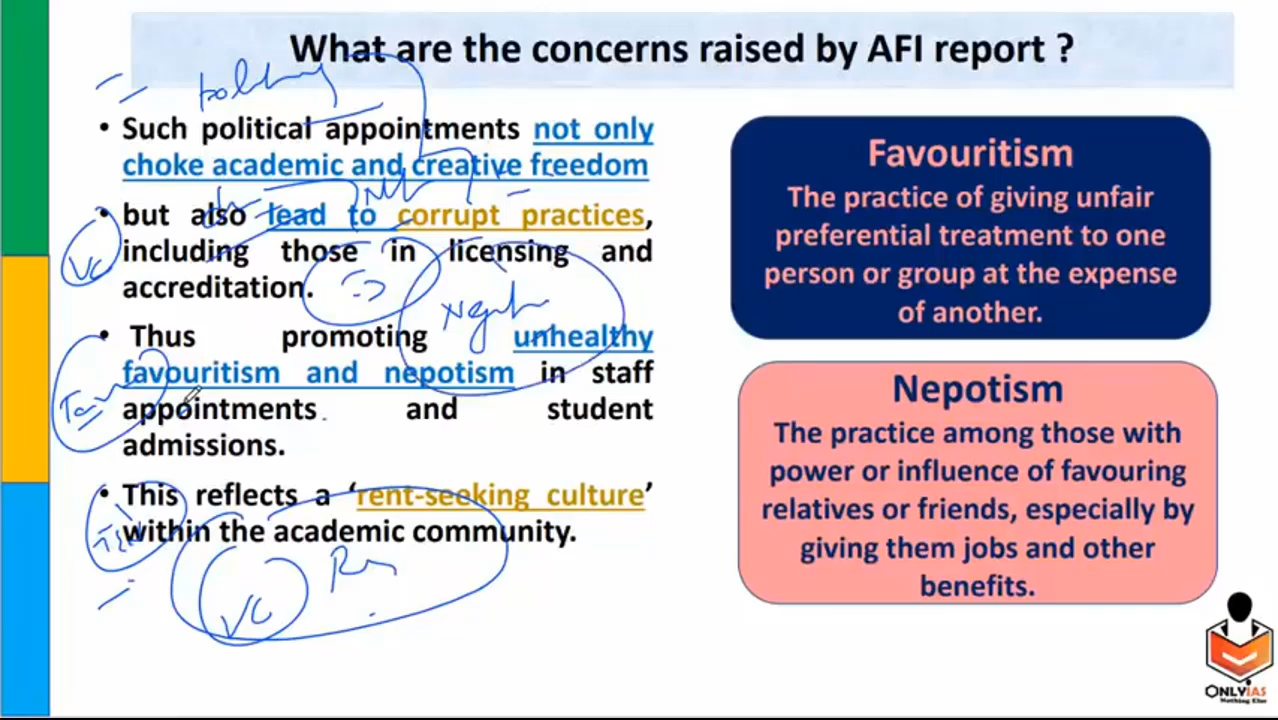 What are the concerns raised by AFI report ?
• Such political appointments not only
choke academic and creative freedom
• but also lead to corrupt practices,
including those in licensing and
accreditation.
• Thus promoting unhealthy
favouritism and nepotism in staff
appointments and student
admissions.
• This reflects a ‘rent-seeking culture’
within the academic community.
VC
VC
Favouritism
The practice of giving unfair
preferential treatment to one
person or group at the expense
of another.
Nepotism
The practice among those with
power or influence of favouring
relatives or friends, especially by
giving them jobs and other
benefits.
ONLYIAS
Nothing Else